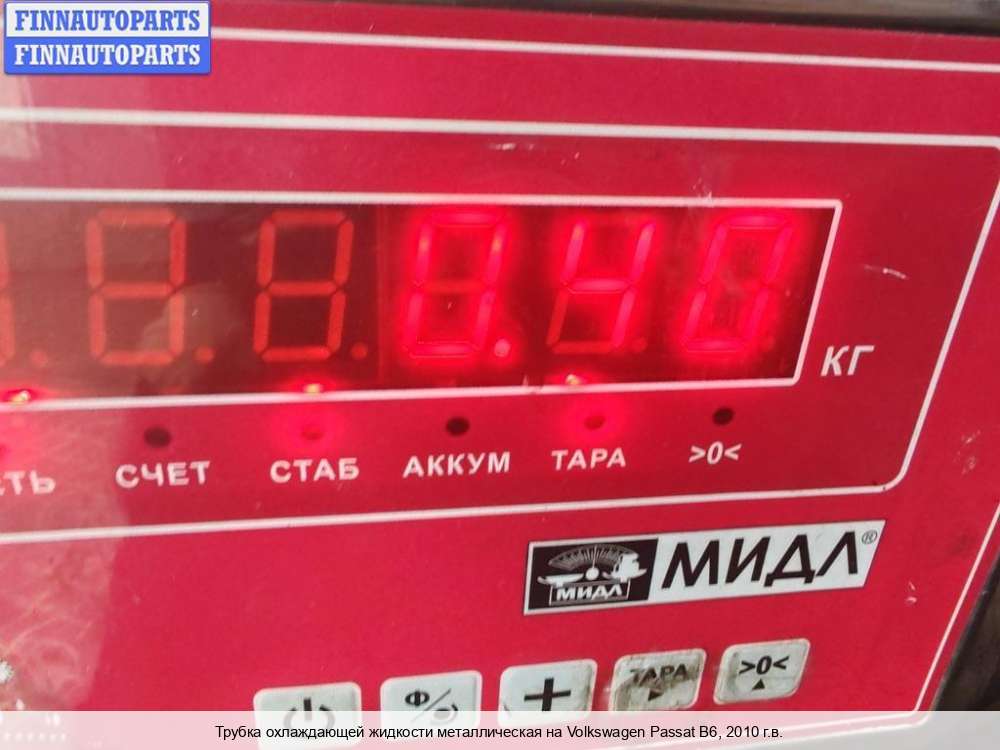 FINNAUTOPARTS
FINNAUTOPARTS
0.40
КГ
СЧЕТ
СТАБ
АККУМ
ТАРА
>0<
МИДЛ
МИДЛ®
Ф/
+
ТАРА
>0<
Трубка охлаждающей жидкости металлическая на Volkswagen Passat B6, 2010 г.в.